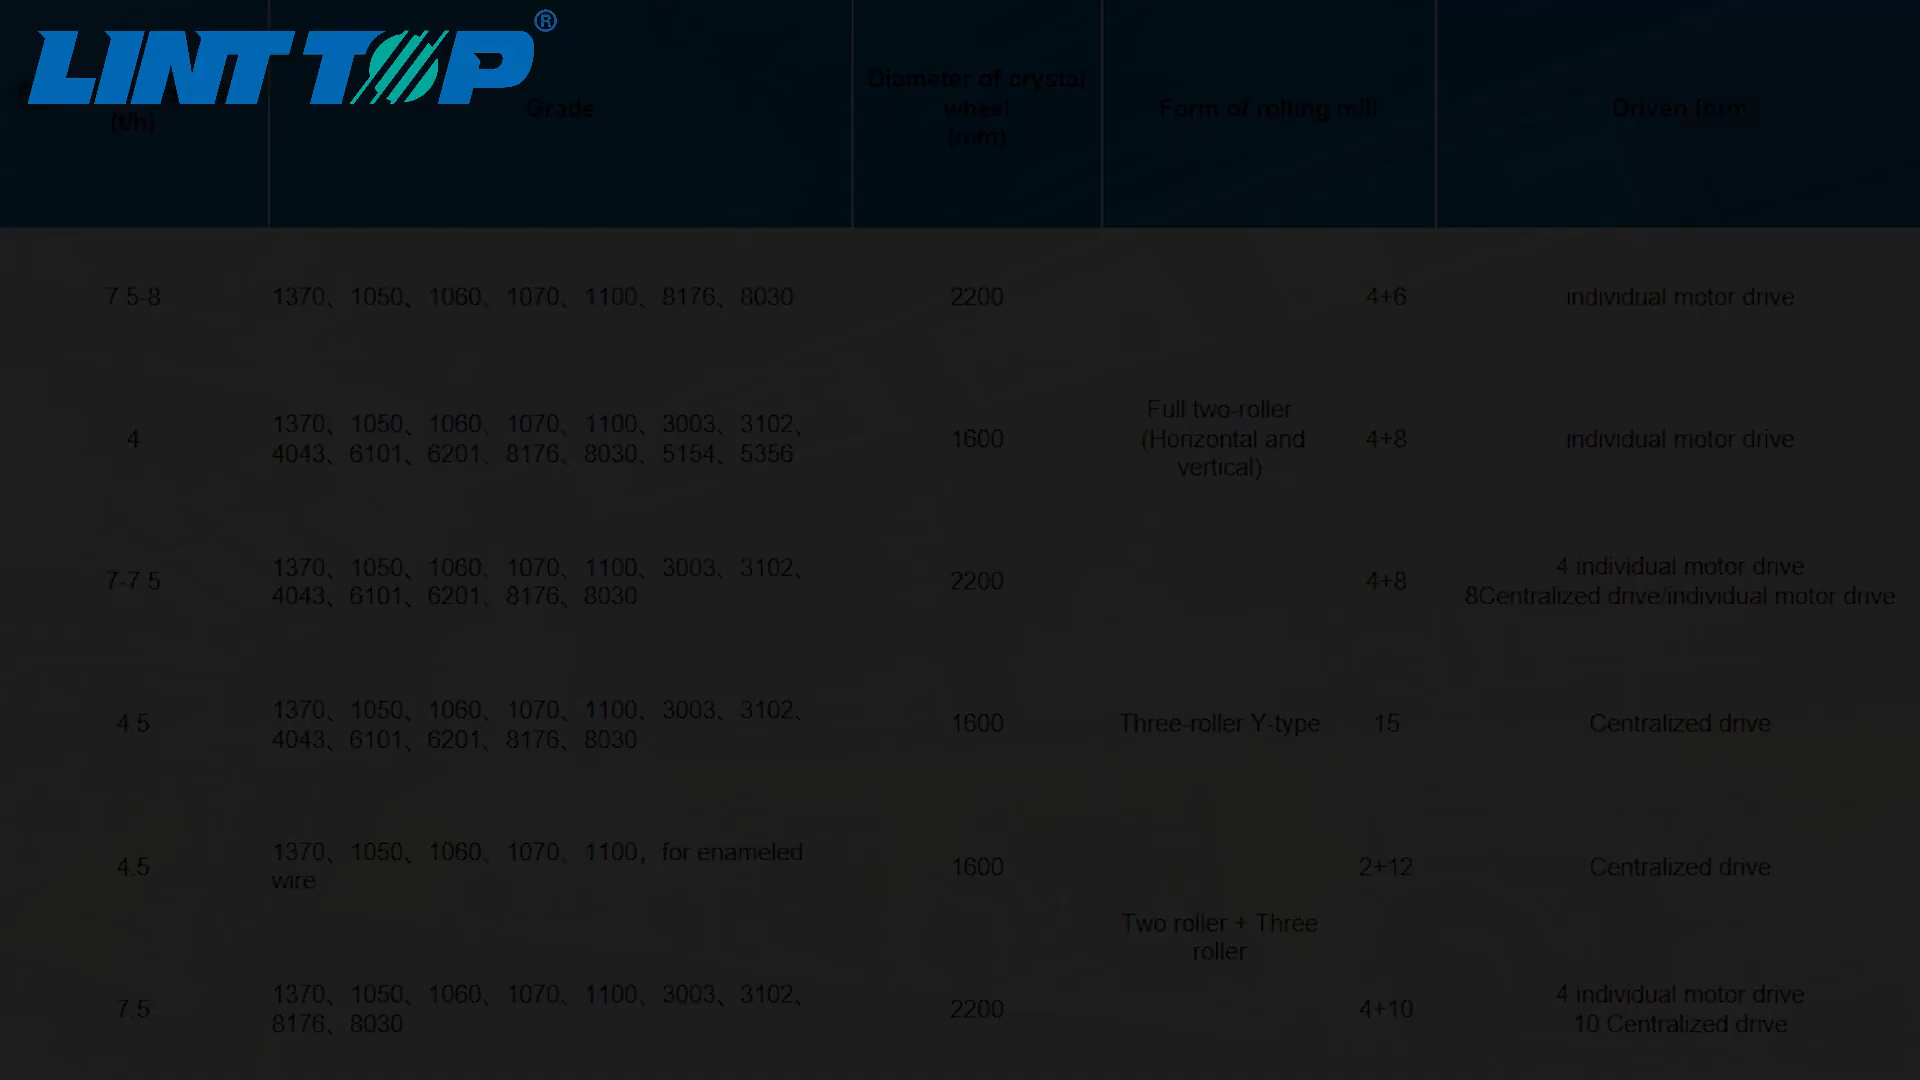 LINT TOP®
(t/h)
Grade
Diameter of crystal
wheel
(mm)
Form of rolling mill
Driven form
7.5-8
1370、1050、1060、1070、1100、8176、8030
2200
4+6
individual motor drive
4
1370、1050、1060、1070、1100、3003、3102、
4043、6101、6201、8176、8030、5154、5356
1600
Full two-roller
(Horizontal and
vertical)
4+8
individual motor drive
7-7.5
1370、1050、1060、1070、1100、3003、3102、
4043、6101、6201、8176、8030
2200
4+8
4 individual motor drive
8Centralized drive/individual motor drive
4.5
1370、1050、1060、1070、1100、3003、3102、
4043、6101、6201、8176、8030
1600
Three-roller Y-type
15
Centralized drive
4.5
1370、1050、1060、1070、1100，for enameled
wire
1600
2+12
Centralized drive
Two roller + Three
roller
7.5
1370、1050、1060、1070、1100、3003、3102、
8176、8030
2200
4+10
4 individual motor drive
10 Centralized drive